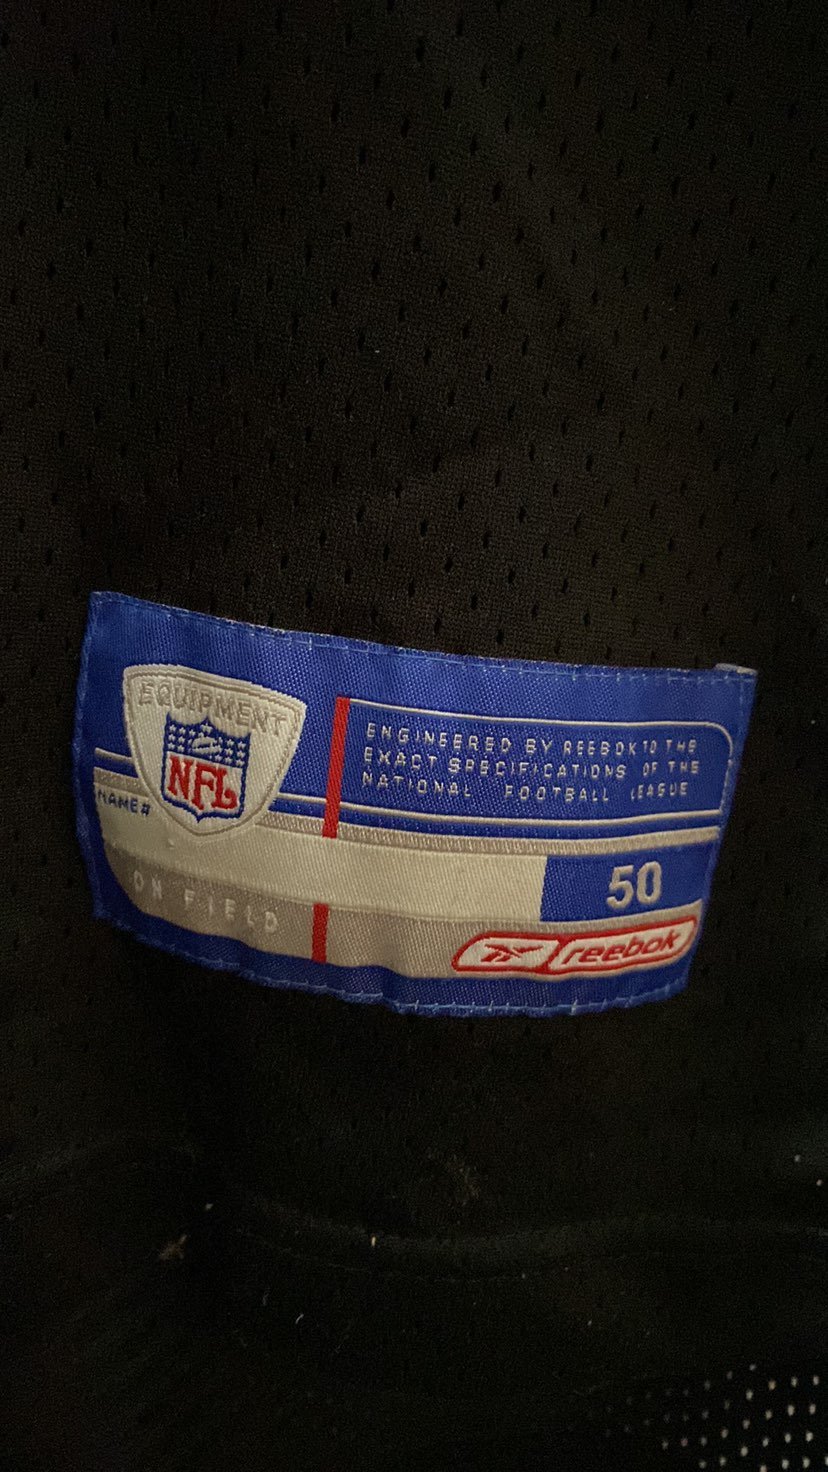 EQUIPMENT
NFL
ENGINEERED BY REEBOK TO THE
EXACT SPECIFICATIONS OF THE
NATIONAL FOOTBALL LEAGUE
NAME#
50
ON FIELD
reebok